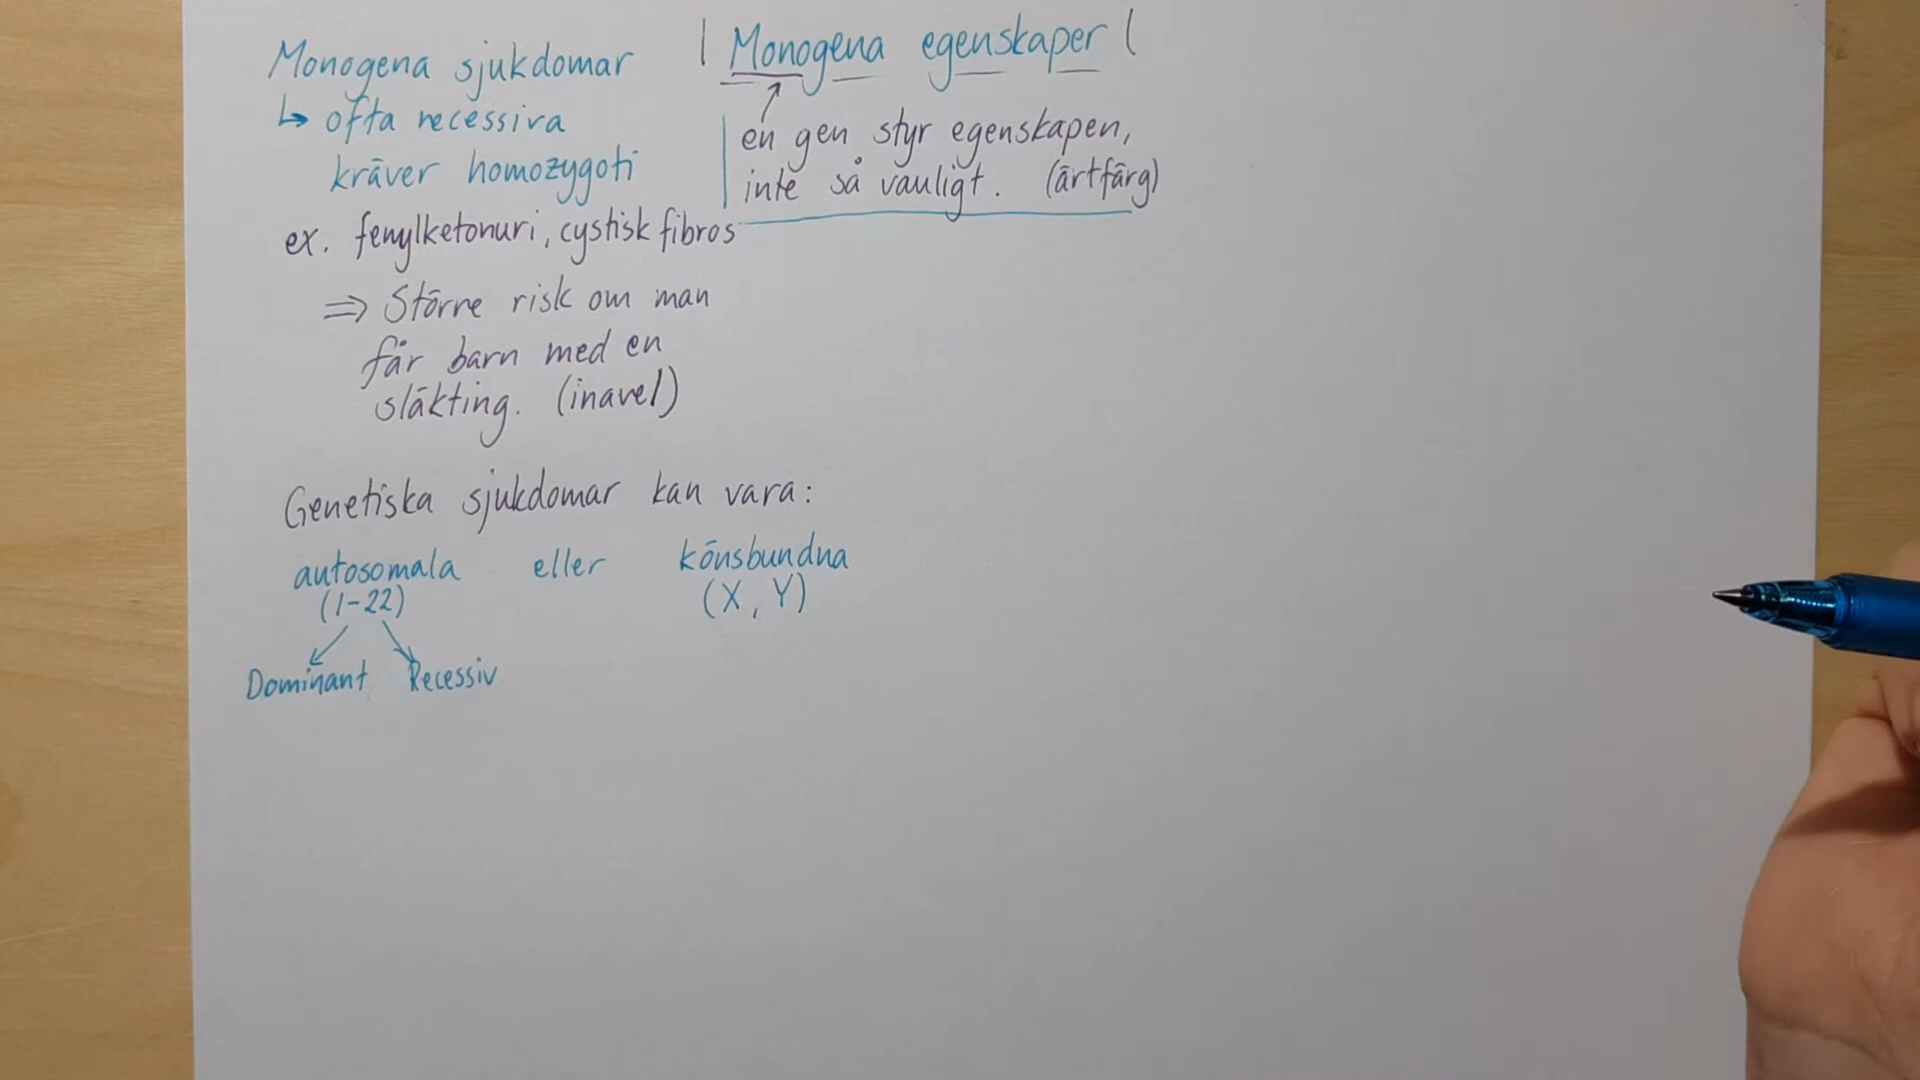 Monogena egenskaper
en gen styr egenskapen,
inte så vanligt. (ärtfärg)
Monogena sjukdomar
↳ ofta recessiva
kräver homozygoti
ex. fenylketonuri, cystisk fibros
⇒ Större risk om man
får barn med en
släkting. (inavel)
Genetiska sjukdomar kan vara:
autosomala eller könsbundna
(1-22) (X, Y)
Dominant Recessiv